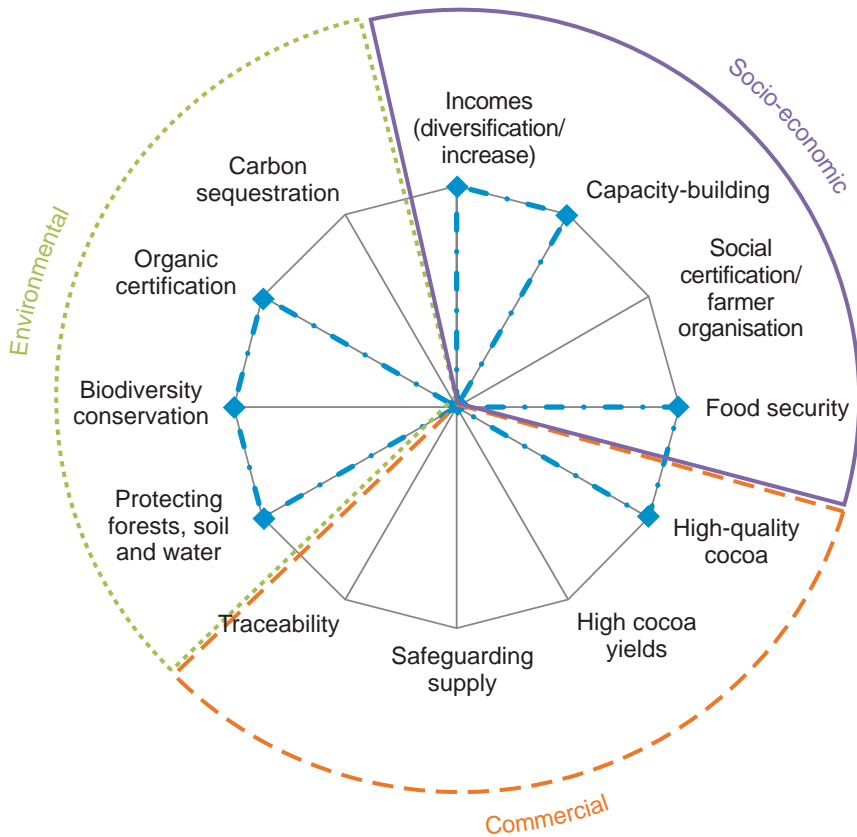 Socio-economic
Incomes
(diversification/
increase)
Capacity-building
Social
certification/
farmer
organisation
Food security
High-quality
cocoa
High cocoa
yields
Safeguarding
supply
Traceability
Protecting
forests, soil
and water
Biodiversity
conservation
Organic
certification
Carbon
sequestration
Environmental
Commercial